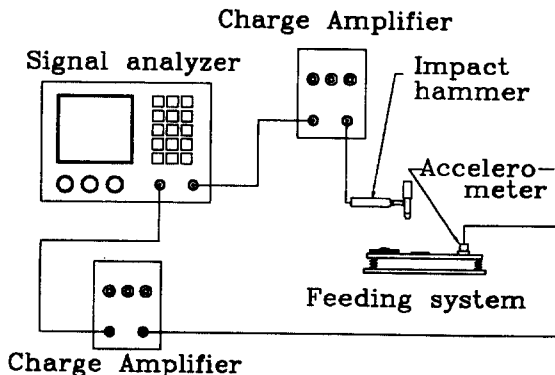 Charge Amplifier
Signal analyzer
Impact
hammer
Accelero-
meter
Feeding system
Charge Amplifier